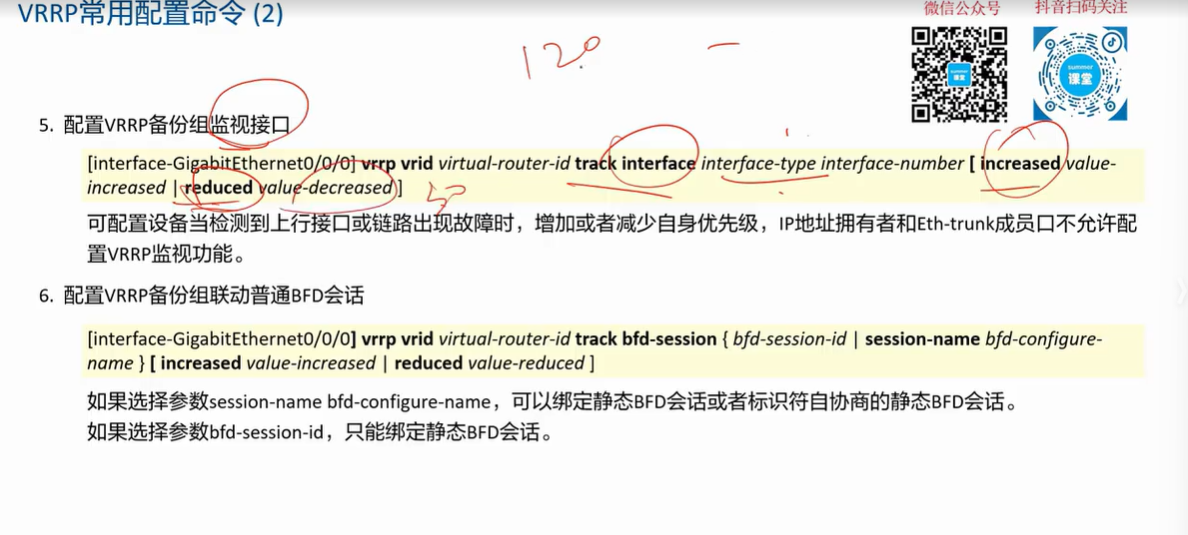 VRRP常用配置命令 (2)
微信公众号
抖音扫码关注
120
summer
课堂
summer
课堂
5. 配置VRRP备份组监视接口
[interface-GigabitEthernet0/0/0] vrrp vrid virtual-router-id track interface interface-type interface-number [ increased value-
increased | reduced value-decreased ]
50
可配置设备当检测到上行接口或链路出现故障时，增加或者减少自身优先级，IP地址拥有者和Eth-trunk成员口不允许配
置VRRP监视功能。
6. 配置VRRP备份组联动普通BFD会话
[interface-GigabitEthernet0/0/0] vrrp vrid virtual-router-id track bfd-session { bfd-session-id | session-name bfd-configure-
name } [ increased value-increased | reduced value-reduced ]
如果选择参数session-name bfd-configure-name，可以绑定静态BFD会话或者标识符自协商的静态BFD会话。
如果选择参数bfd-session-id，只能绑定静态BFD会话。